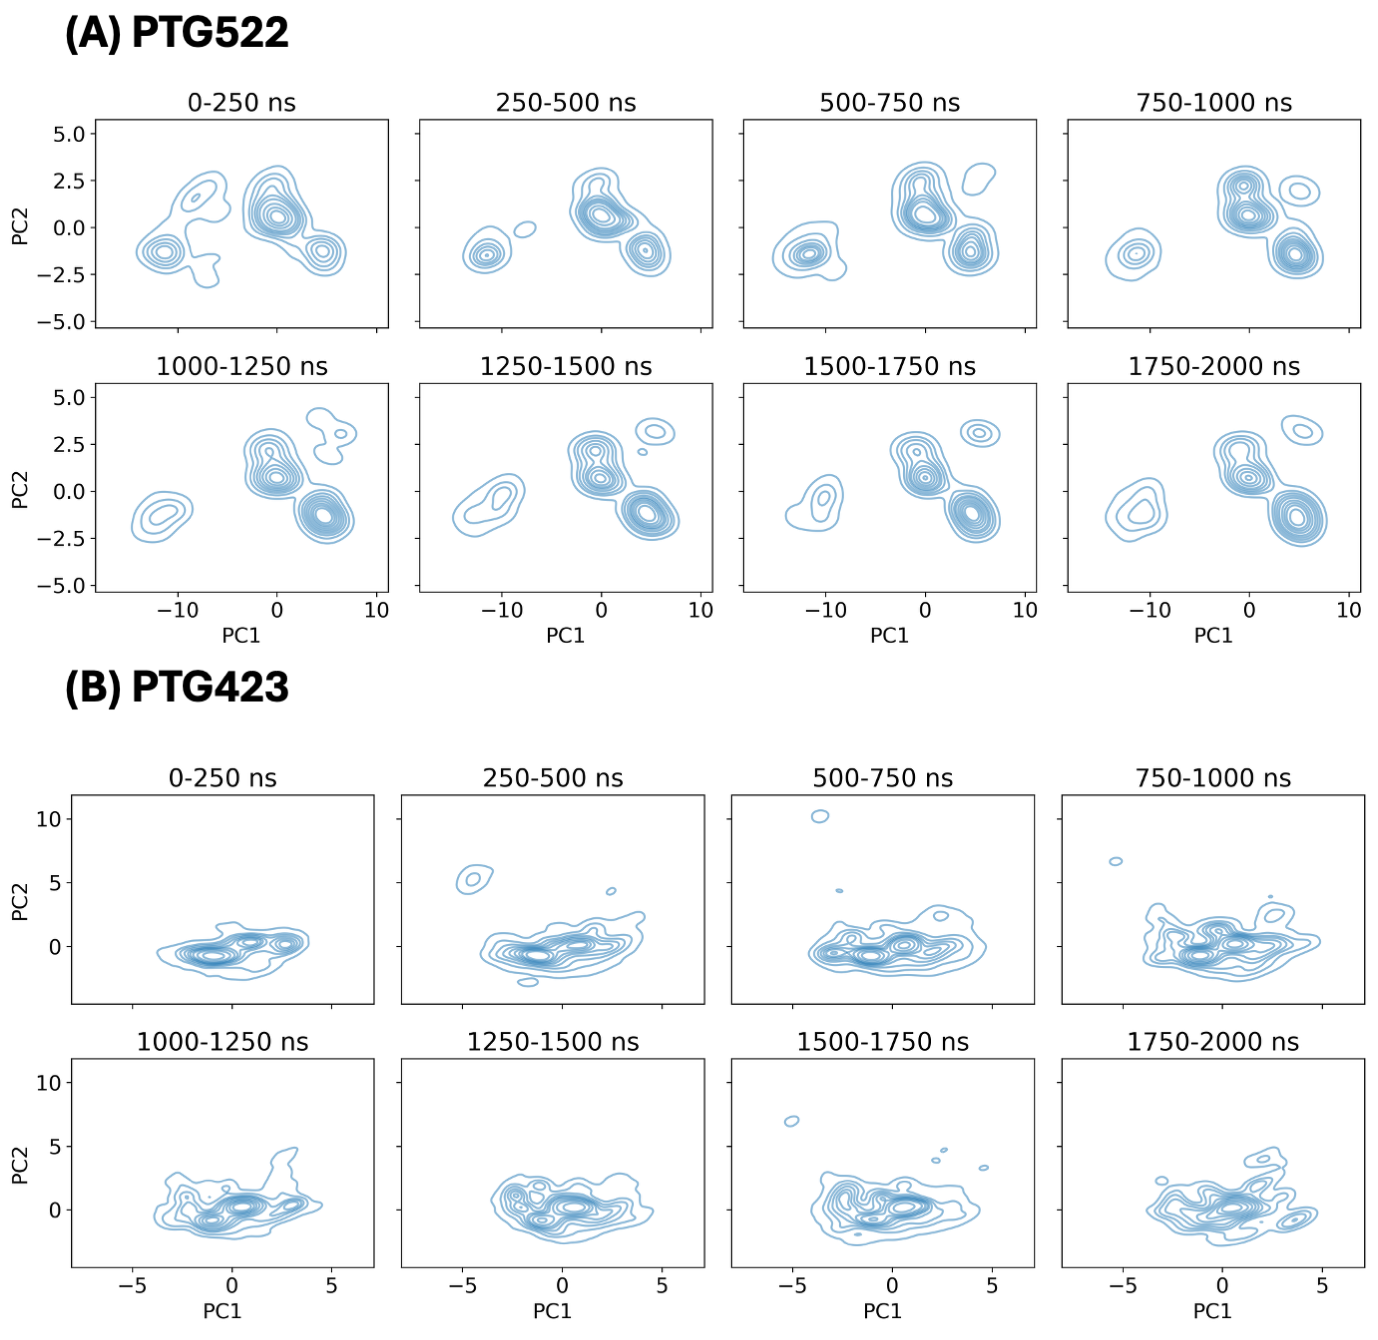 (A) PTG522
0-250 ns
250-500 ns
500-750 ns
750-1000 ns
5.0
2.5
0.0
−2.5
−5.0
PC2
1000-1250 ns
1250-1500 ns
1500-1750 ns
1750-2000 ns
5.0
2.5
0.0
−2.5
−5.0
PC2
−10 0 10
−10 0 10
−10 0 10
−10 0 10
PC1
PC1
PC1
PC1
(B) PTG423
0-250 ns
250-500 ns
500-750 ns
750-1000 ns
10
5
0
PC2
1000-1250 ns
1250-1500 ns
1500-1750 ns
1750-2000 ns
10
5
0
PC2
−5 0 5
−5 0 5
−5 0 5
−5 0 5
PC1
PC1
PC1
PC1